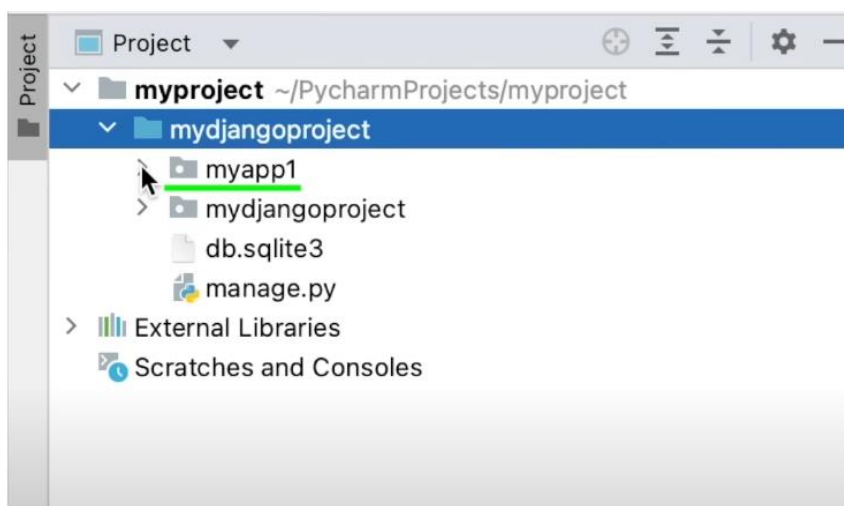 Project
Project
myproject ~/PycharmProjects/myproject
mydjangoproject
myapp1
mydjangoproject
db.sqlite3
manage.py
External Libraries
Scratches and Consoles